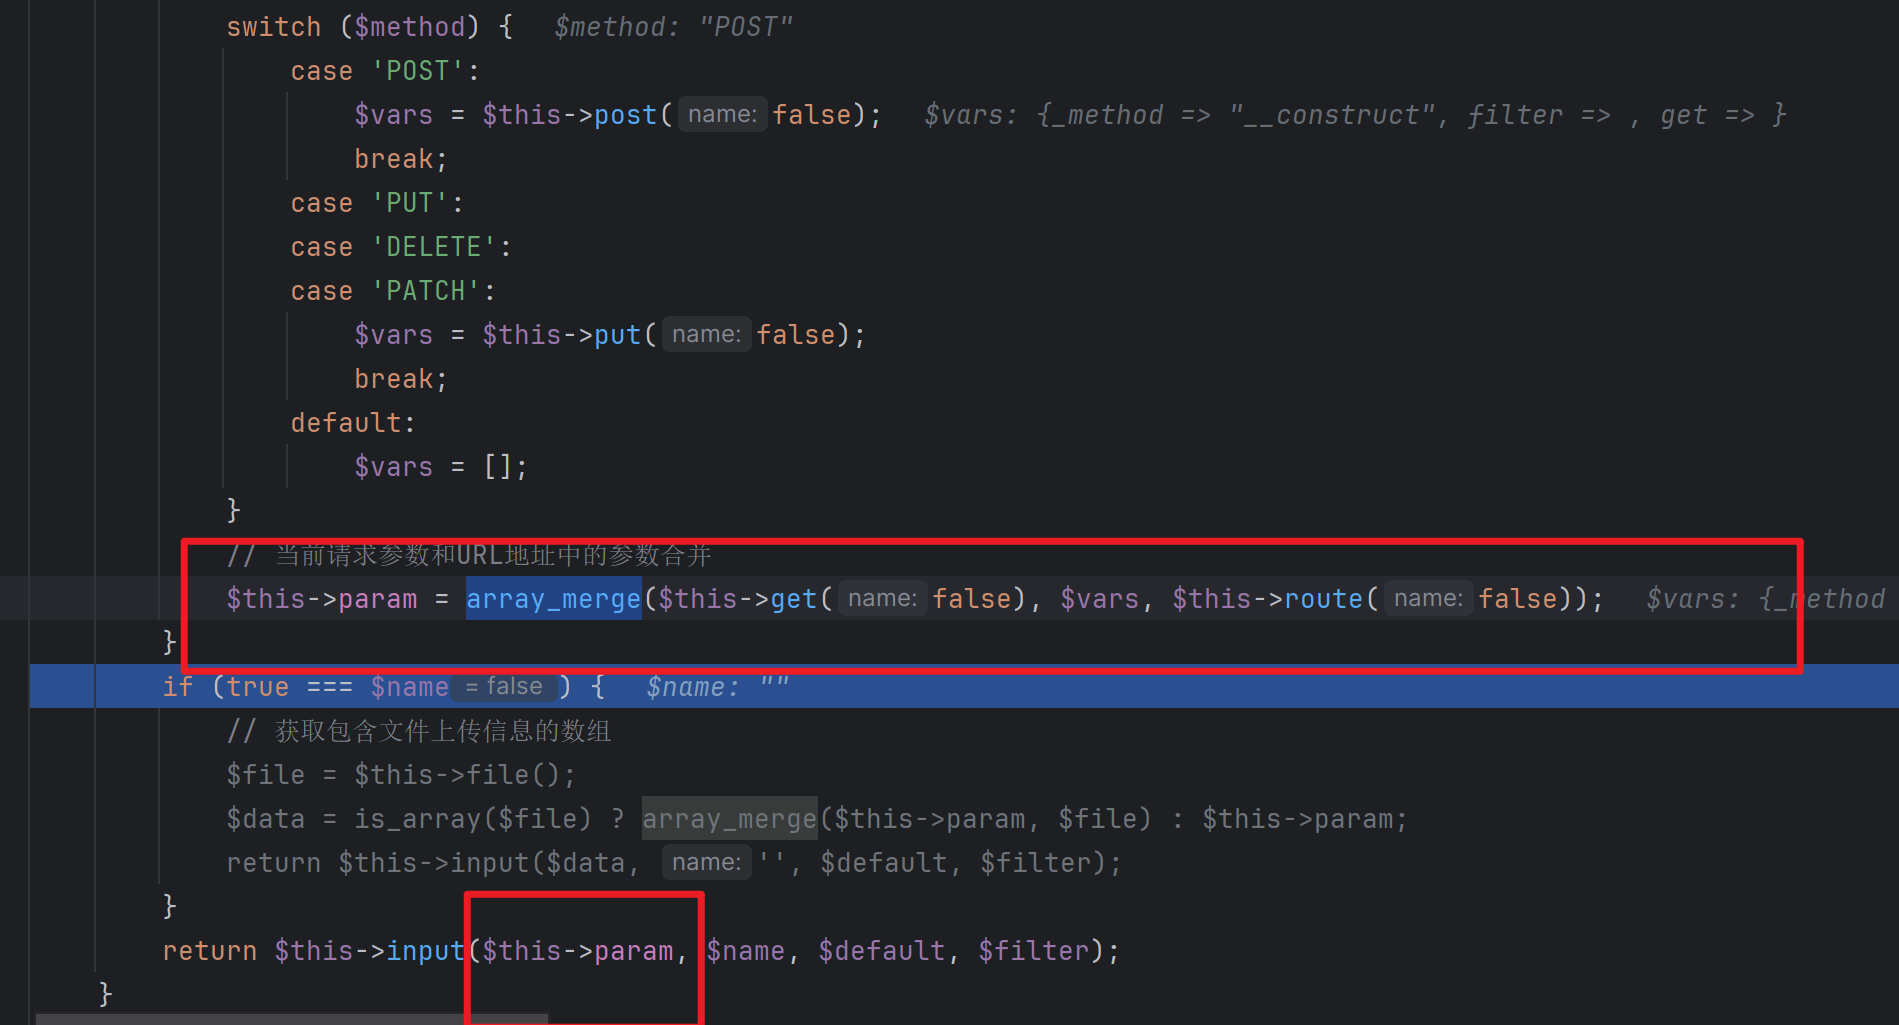 switch ($method) {   $method: "POST"
case 'POST':
$vars = $this->post( name: false);   $vars: {_method => "__construct", filter => , get => }
break;
case 'PUT':
case 'DELETE':
case 'PATCH':
$vars = $this->put( name: false);
break;
default:
$vars = [];
}
// 当前请求参数和URL地址中的参数合并
$this->param = array_merge($this->get( name: false), $vars, $this->route( name: false));   $vars: {_method
}
if (true === $name = false ) {   $name: ""
// 获取包含文件上传信息的数组
$file = $this->file();
$data = is_array($file) ? array_merge($this->param, $file) : $this->param;
return $this->input($data, name: '', $default, $filter);
}
return $this->input($this->param, $name, $default, $filter);
}